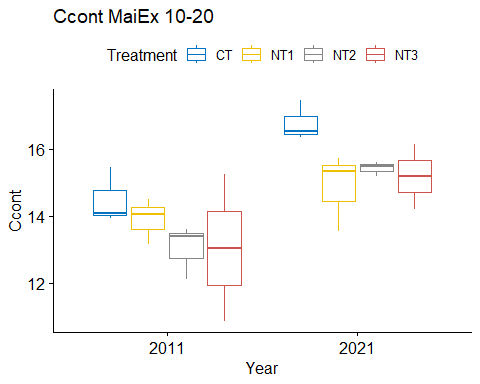 Ccont MaiEx 10-20
Treatment CT NT1 NT2 NT3
Ccont
16
14
12
2011 2021
Year